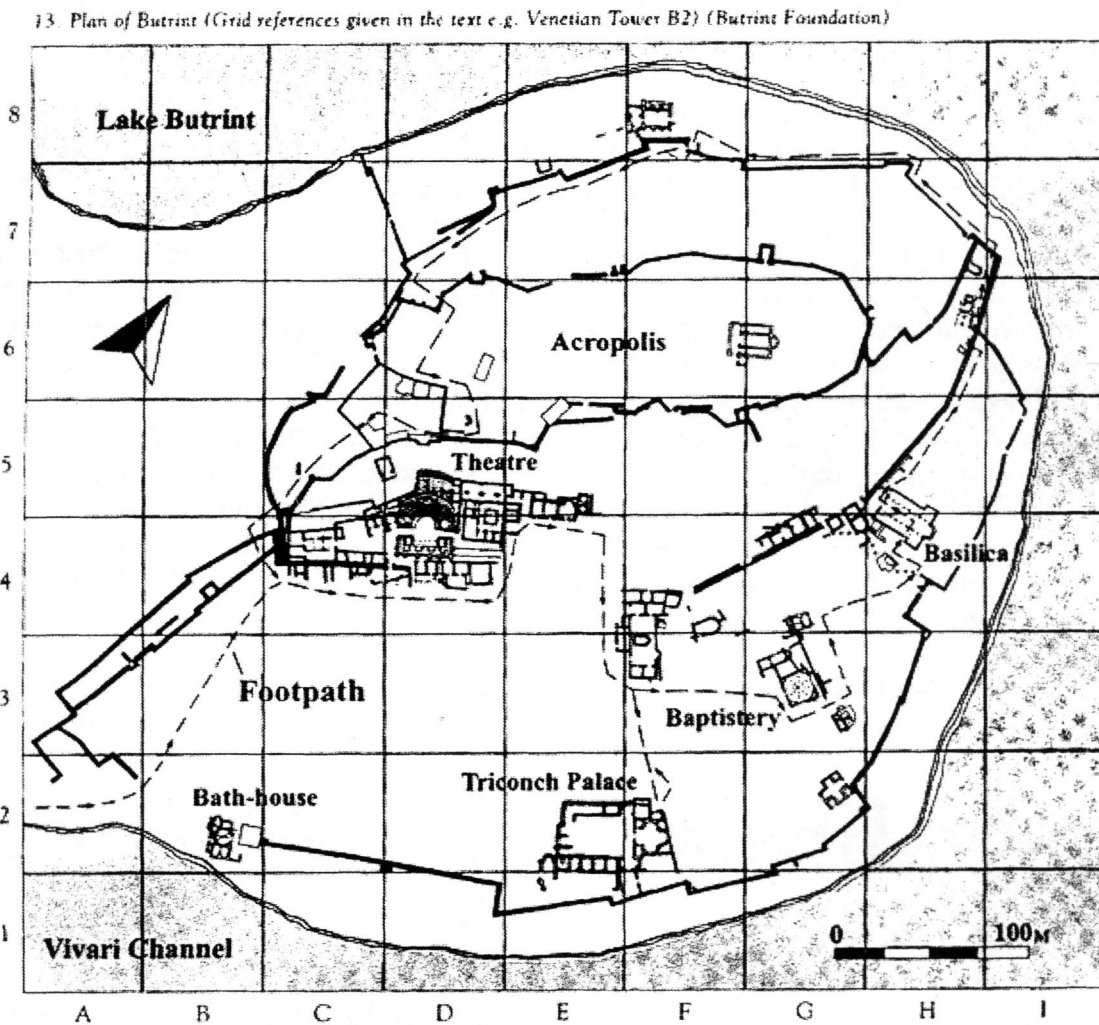 13. Plan of Butrint (Grid references given in the text e.g. Venetian Tower B2) (Butrint Foundation)
8
Lake Butrint
7
6
Acropolis
3
5
1
Theatre
4
Basilica
3
Footpath
Baptistery
Triconch Palace
2
Bath-house
1
Vivari Channel
0 100M
A B C D E F G H I